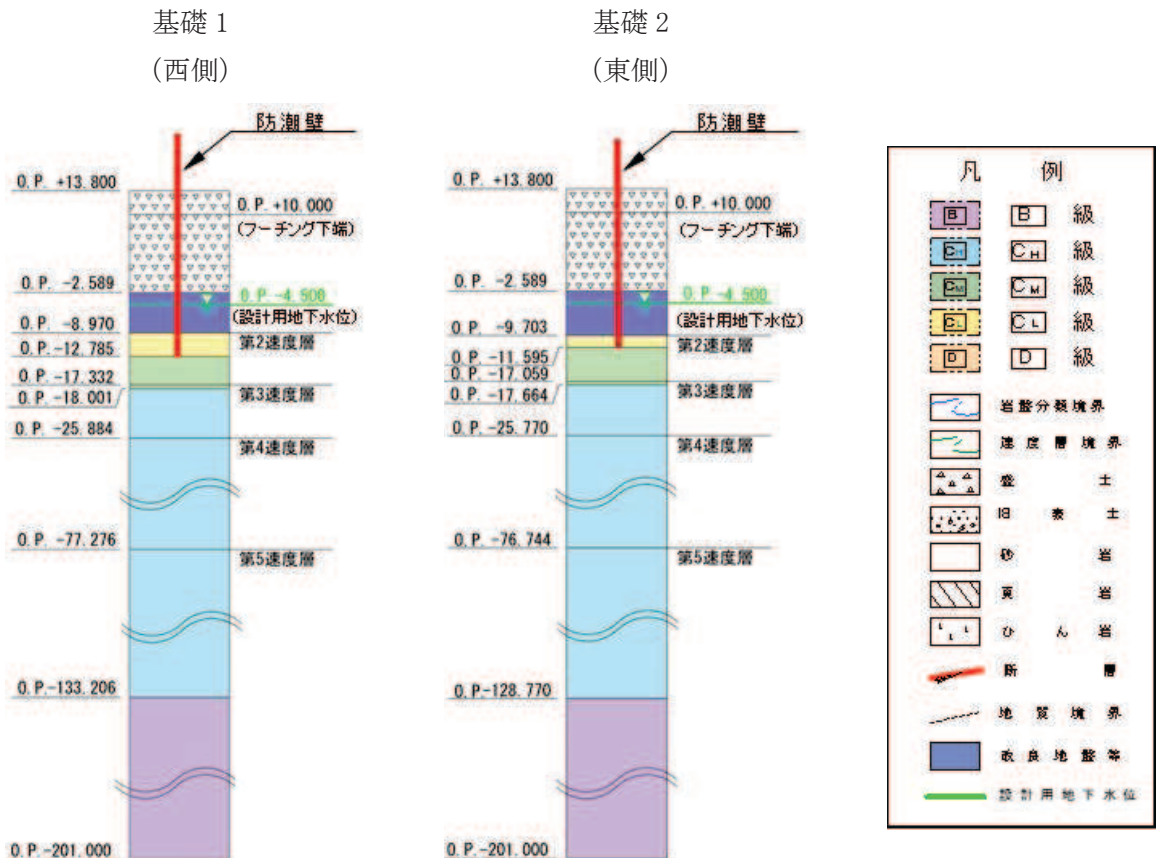 基礎 1
(西側)
防潮壁
O.P. +13.800
O.P. +10.000
(フーチング下端)
O.P. -2.589
O.P. -4.500
(設計用地下水位)
O.P. -8.970
第2速度層
O.P. -12.785
O.P. -17.332
O.P. -18.001
第3速度層
O.P. -25.884
第4速度層
O.P. -77.276
第5速度層
O.P.-133.206
O.P.-201.000
基礎 2
(東側)
防潮壁
O.P. +13.800
O.P. +10.000
(フーチング下端)
O.P. -2.589
O.P. -4.500
(設計用地下水位)
O.P. -9.703
第2速度層
O.P. -11.595
O.P. -17.059
O.P. -17.664
第3速度層
O.P. -25.770
第4速度層
O.P. -76.744
第5速度層
O.P.-128.770
O.P.-201.000
凡 例
B B 級
CH CH 級
CM CM 級
CL CL 級
D D 級
岩盤分類境界
速度層境界
盛土
旧表土
砂岩
頁岩
ひん岩
断層
地質境界
改良地盤等
設計用地下水位